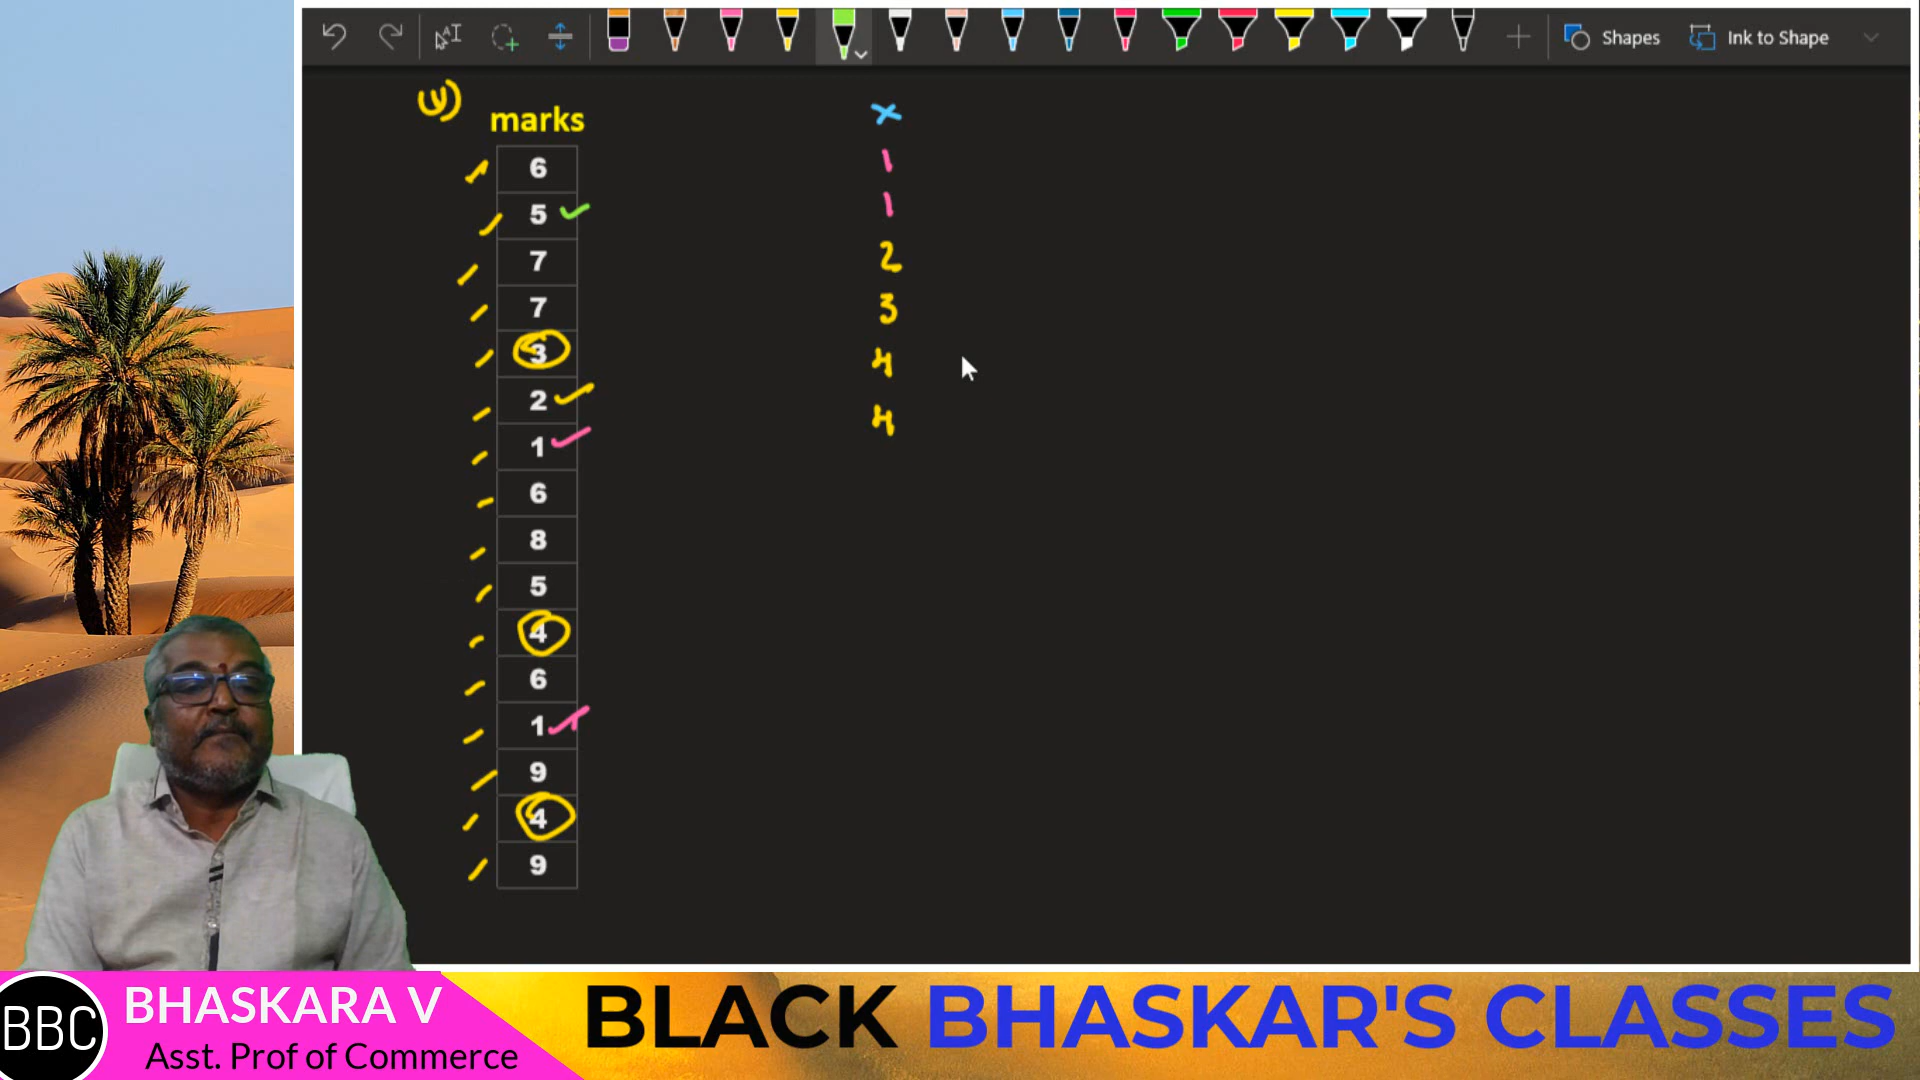 Shapes
Ink to Shape
marks
6
5
7
7
3
2
1
6
8
5
4
6
1
9
4
9
x
1
1
2
3
4
4
BBC
BHASKARA V
Asst. Prof of Commerce
BLACK BHASKAR'S CLASSES